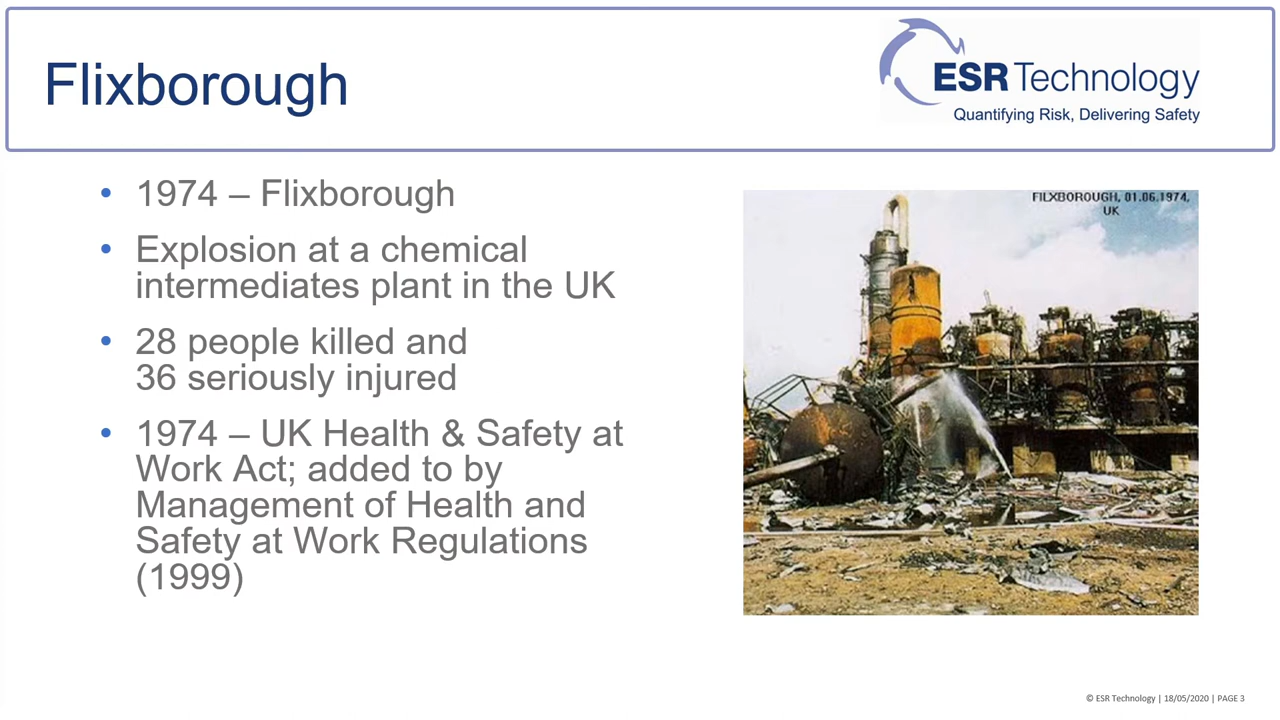 Flixborough
ESR Technology
Quantifying Risk, Delivering Safety
• 1974 – Flixborough
• Explosion at a chemical
intermediates plant in the UK
• 28 people killed and
36 seriously injured
• 1974 – UK Health & Safety at
Work Act; added to by
Management of Health and
Safety at Work Regulations
(1999)
FILXBOROUGH, 01.06.1974,
UK
© ESR Technology | 18/05/2020 | PAGE 3